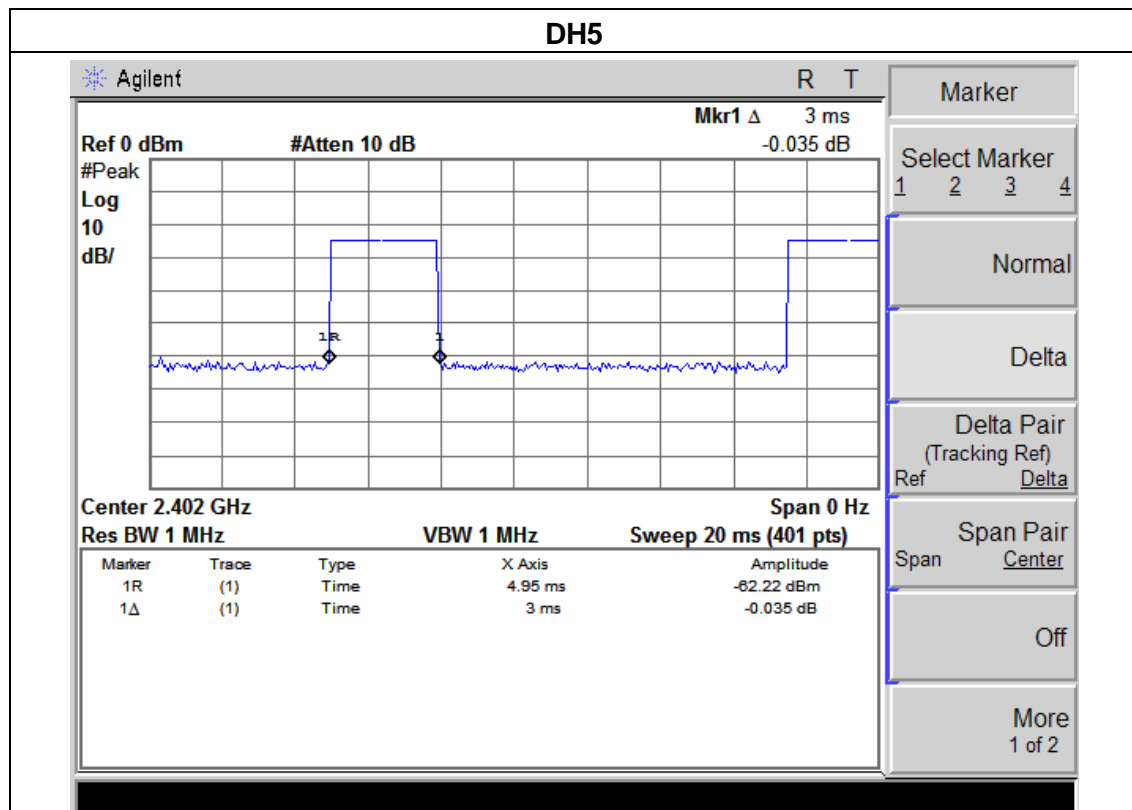 DH5
Agilent
R T
Mkr1 Δ 3 ms
Ref 0 dBm #Atten 10 dB -0.035 dB
#Peak
Log
10
dB/
1R 1
Center 2.402 GHz Span 0 Hz
Res BW 1 MHz VBW 1 MHz Sweep 20 ms (401 pts)
Marker Trace Type X Axis Amplitude
1R (1) Time 4.95 ms -62.22 dBm
1Δ (1) Time 3 ms -0.035 dB
Marker
Select Marker
1 2 3 4
Normal
Delta
Delta Pair
(Tracking Ref)
Ref Delta
Span Pair
Span Center
Off
More
1 of 2